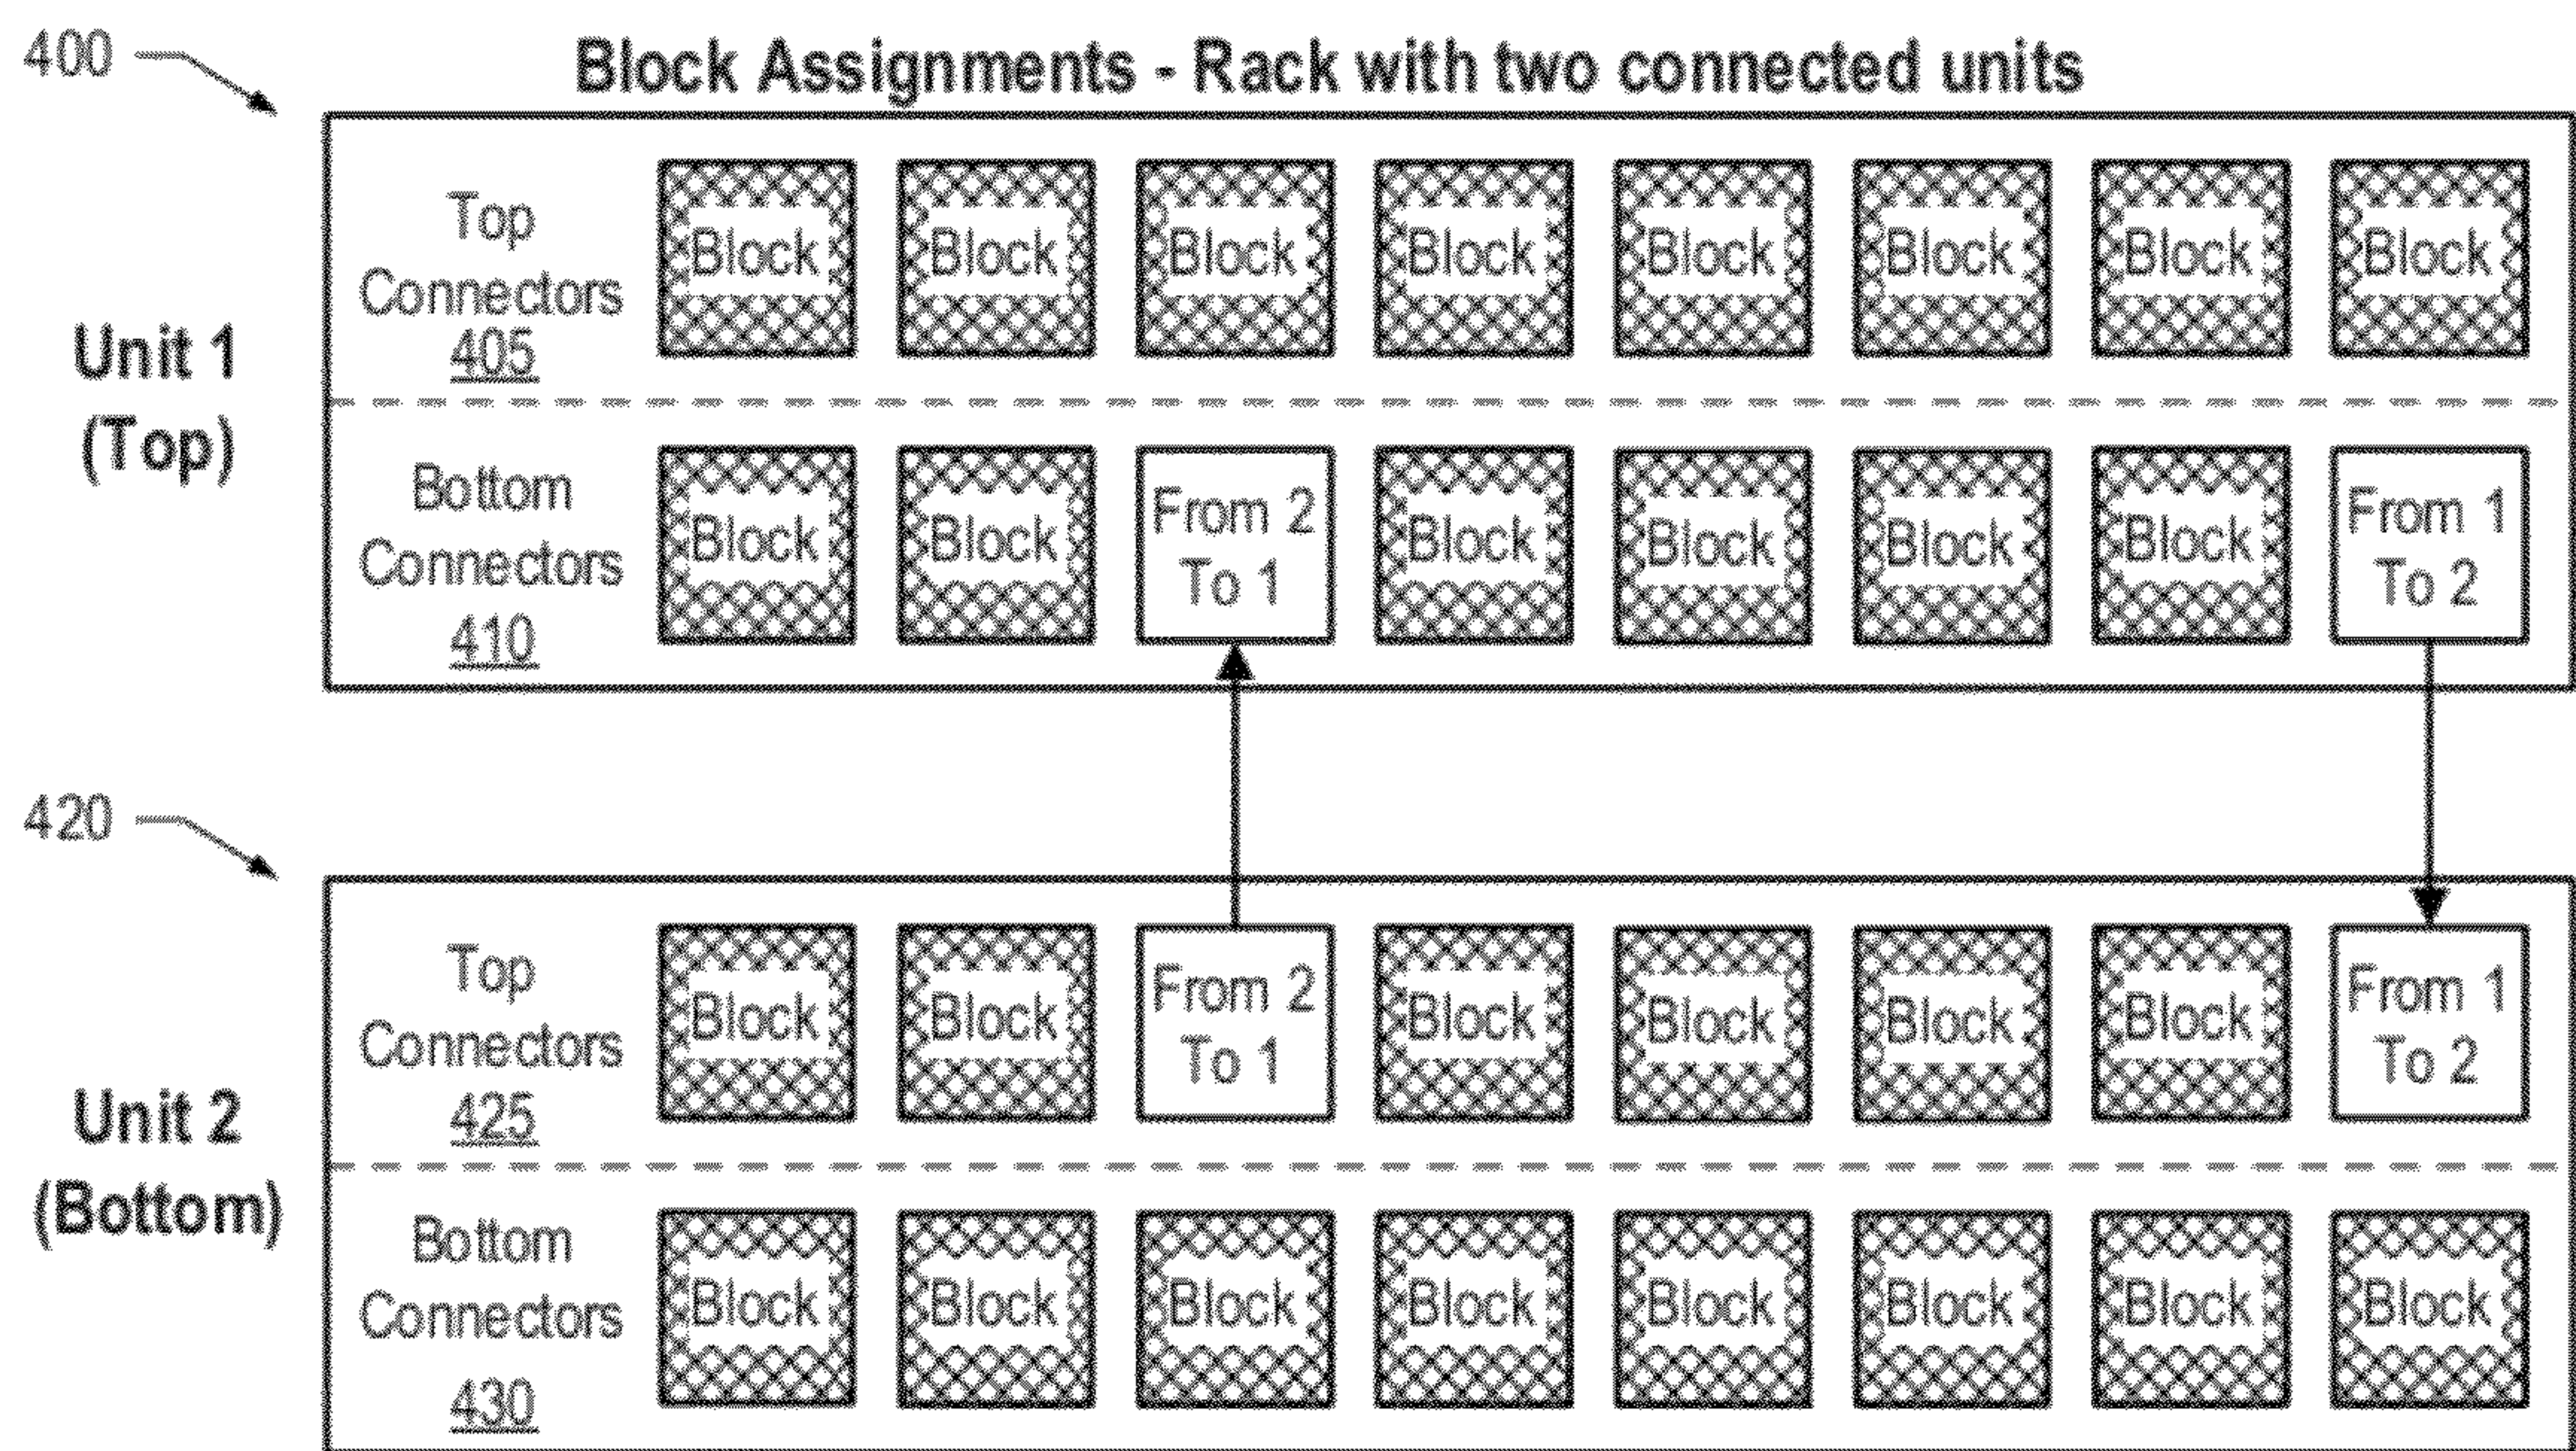 400
Block Assignments - Rack with two connected units
Unit 1
(Top)
Top
Connectors
405
Block Block Block Block Block Block Block Block
Bottom
Connectors
410
Block Block From 2 To 1 Block Block Block Block From 1 To 2
420
Unit 2
(Bottom)
Top
Connectors
425
Block Block From 2 To 1 Block Block Block Block From 1 To 2
Bottom
Connectors
430
Block Block Block Block Block Block Block Block